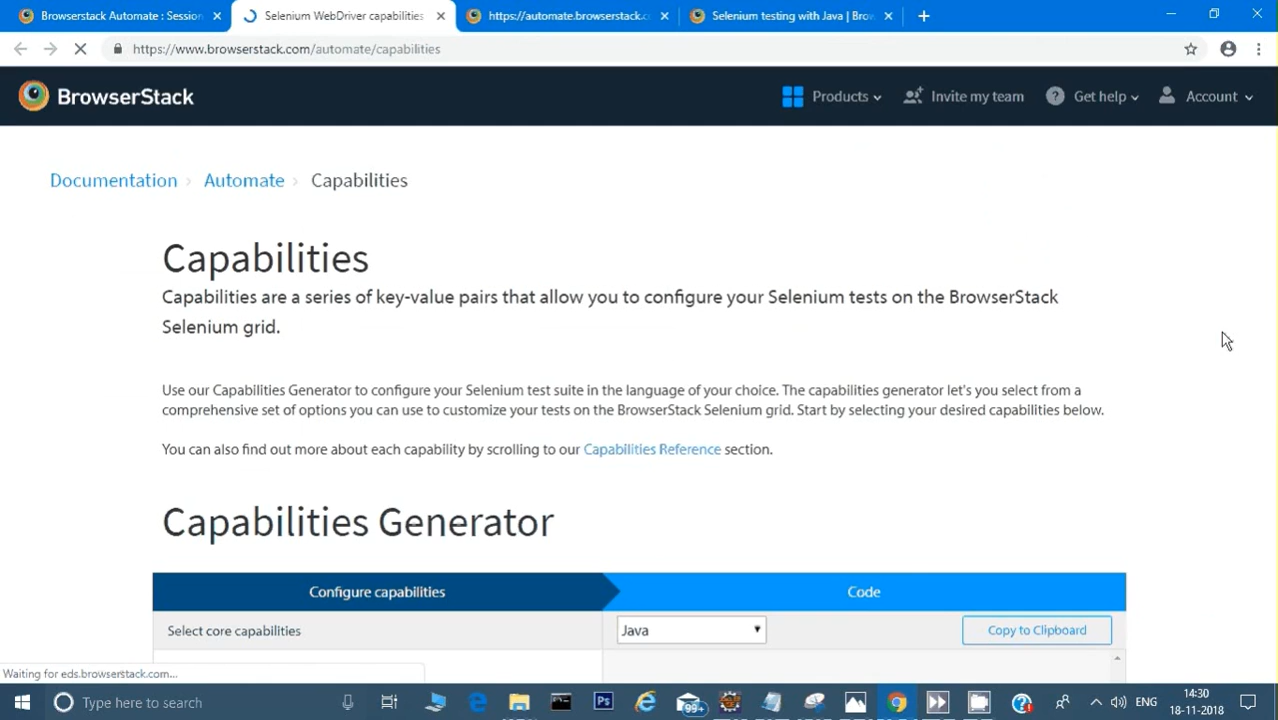 Browserstack Automate : Session
Selenium WebDriver capabilities
https://automate.browserstack.c
Selenium testing with Java | Brow
https://www.browserstack.com/automate/capabilities
BrowserStack
Products
Invite my team
Get help
Account
Documentation › Automate › Capabilities
Capabilities
Capabilities are a series of key-value pairs that allow you to configure your Selenium tests on the BrowserStack
Selenium grid.
Use our Capabilities Generator to configure your Selenium test suite in the language of your choice. The capabilities generator let's you select from a
comprehensive set of options you can use to customize your tests on the BrowserStack Selenium grid. Start by selecting your desired capabilities below.
You can also find out more about each capability by scrolling to our Capabilities Reference section.
Capabilities Generator
Configure capabilities
Code
Select core capabilities
Java
Copy to Clipboard
Waiting for eds.browserstack.com...
Type here to search
Ps
99+
ENG
14:30
18-11-2018